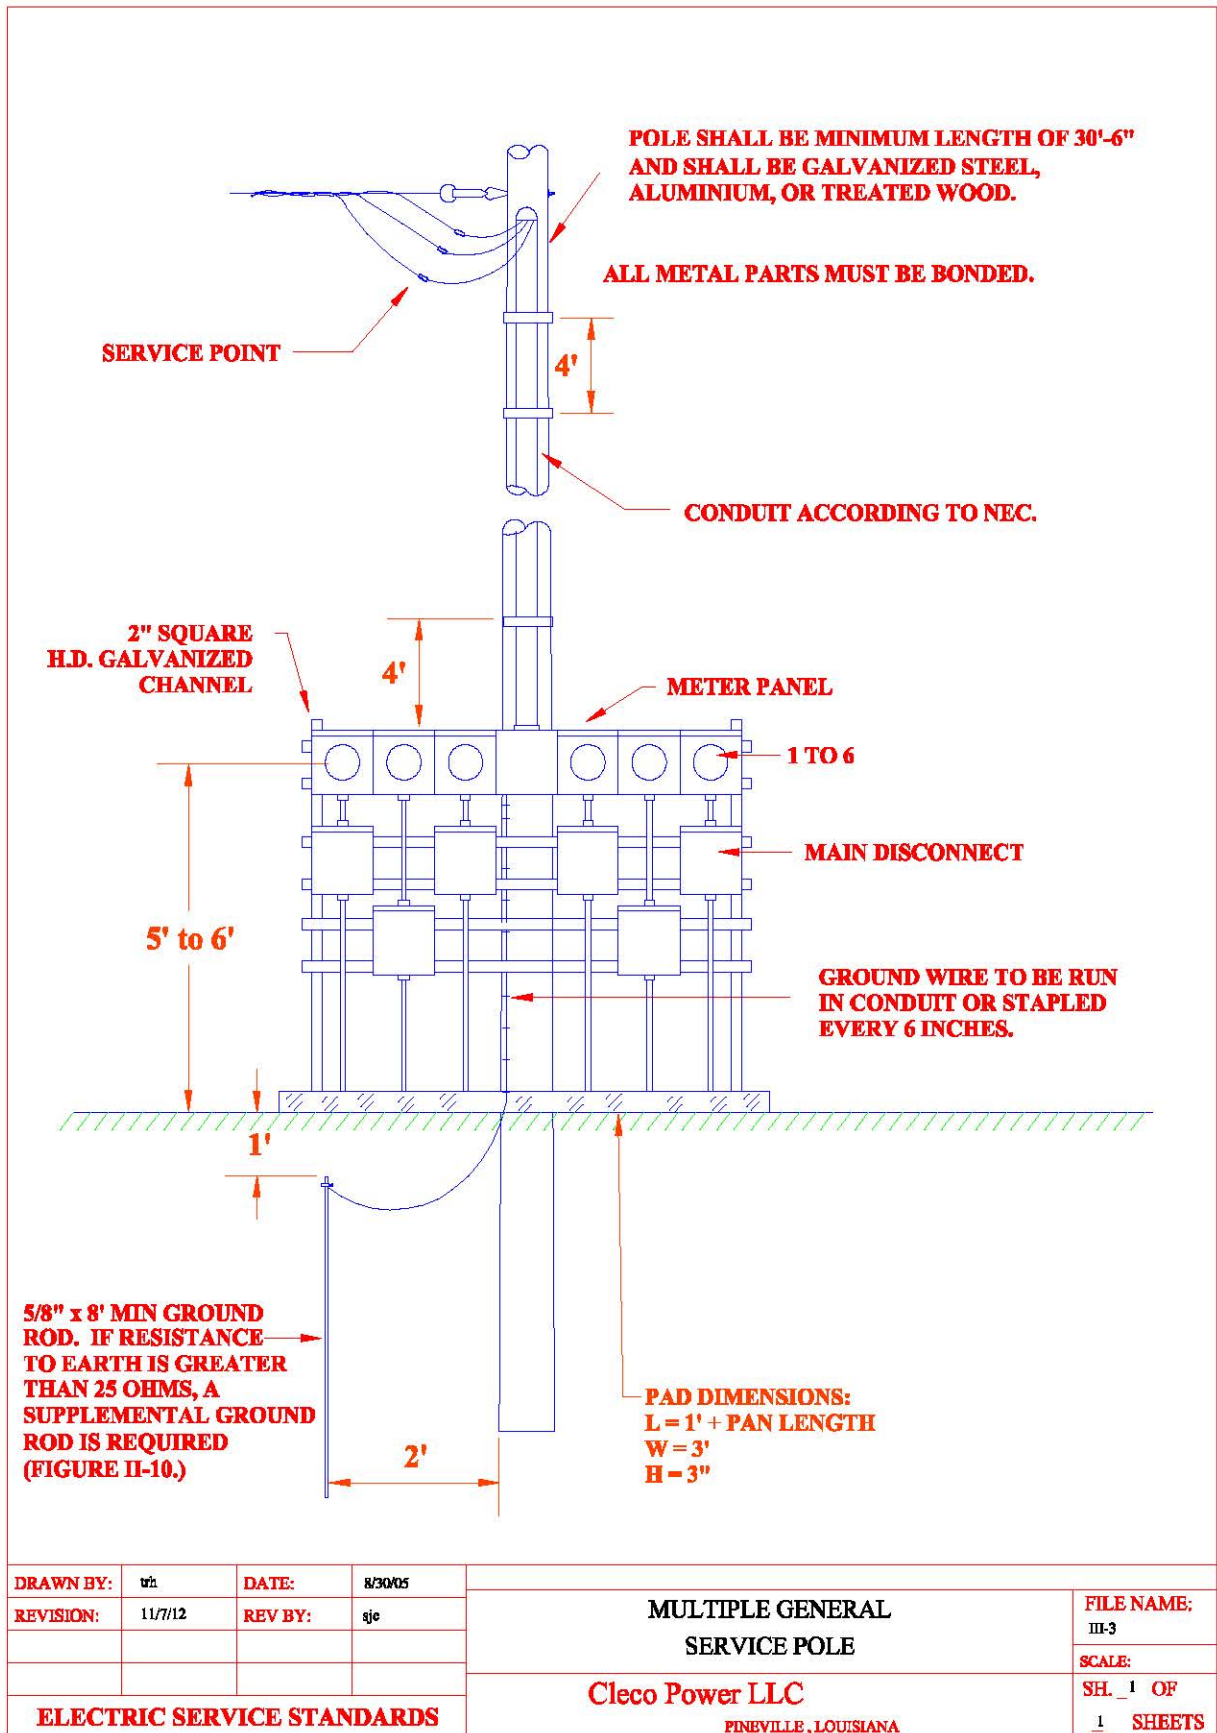 POLE SHALL BE MINIMUM LENGTH OF 30'-6"
AND SHALL BE GALVANIZED STEEL,
ALUMINIUM, OR TREATED WOOD.
ALL METAL PARTS MUST BE BONDED.
SERVICE POINT
4'
CONDUIT ACCORDING TO NEC.
2" SQUARE
H.D. GALVANIZED
CHANNEL
4'
METER PANEL
1 TO 6
MAIN DISCONNECT
5' to 6'
GROUND WIRE TO BE RUN
IN CONDUIT OR STAPLED
EVERY 6 INCHES.
1'
5/8" x 8' MIN GROUND
ROD. IF RESISTANCE
TO EARTH IS GREATER
THAN 25 OHMS, A
SUPPLEMENTAL GROUND
ROD IS REQUIRED
(FIGURE II-10.)
2'
PAD DIMENSIONS:
L = 1' + PAN LENGTH
W = 3'
H = 3"
DRAWN BY: trh DATE: 8/30/05
REVISION: 11/7/12 REV BY: sjc
ELECTRIC SERVICE STANDARDS
MULTIPLE GENERAL
SERVICE POLE
Cleco Power LLC
PINEVILLE, LOUISIANA
FILE NAME:
III-3
SCALE:
SH. 1 OF
1 SHEETS